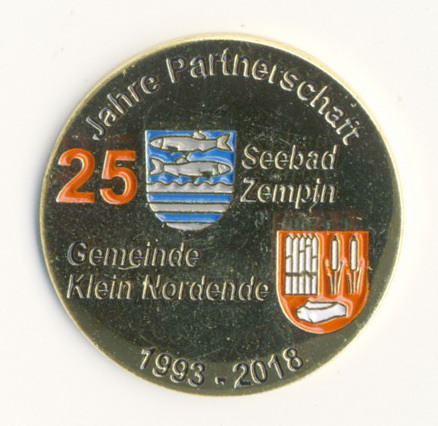 Jahre Partnerschaft
25
Seebad
Zempin
Gemeinde
Klein Nordende
1993 - 2018